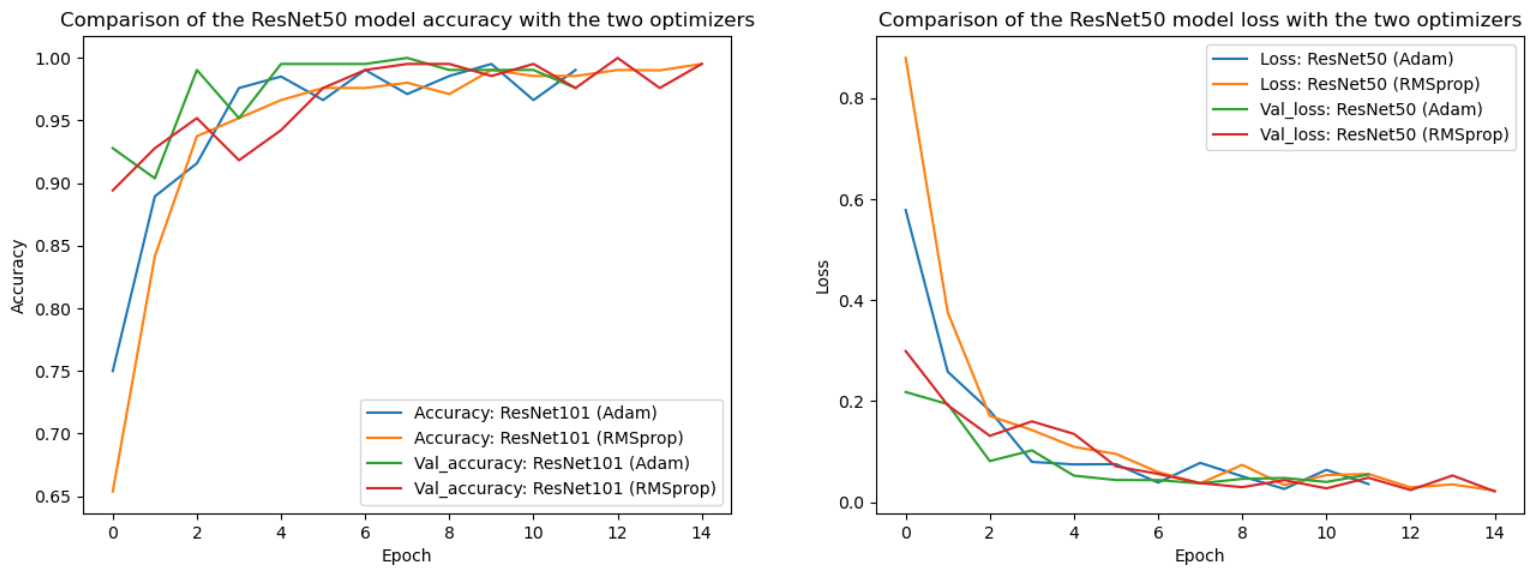 Comparison of the ResNet50 model accuracy with the two optimizers
1.00
0.95
0.90
0.85
0.80
0.75
0.70
0.65
Accuracy
Accuracy: ResNet101 (Adam)
Accuracy: ResNet101 (RMSprop)
Val_accuracy: ResNet101 (Adam)
Val_accuracy: ResNet101 (RMSprop)
0 2 4 6 8 10 12 14
Epoch
Comparison of the ResNet50 model loss with the two optimizers
Loss: ResNet50 (Adam)
Loss: ResNet50 (RMSprop)
Val_loss: ResNet50 (Adam)
Val_loss: ResNet50 (RMSprop)
0.8
0.6
0.4
0.2
0.0
Loss
0 2 4 6 8 10 12 14
Epoch